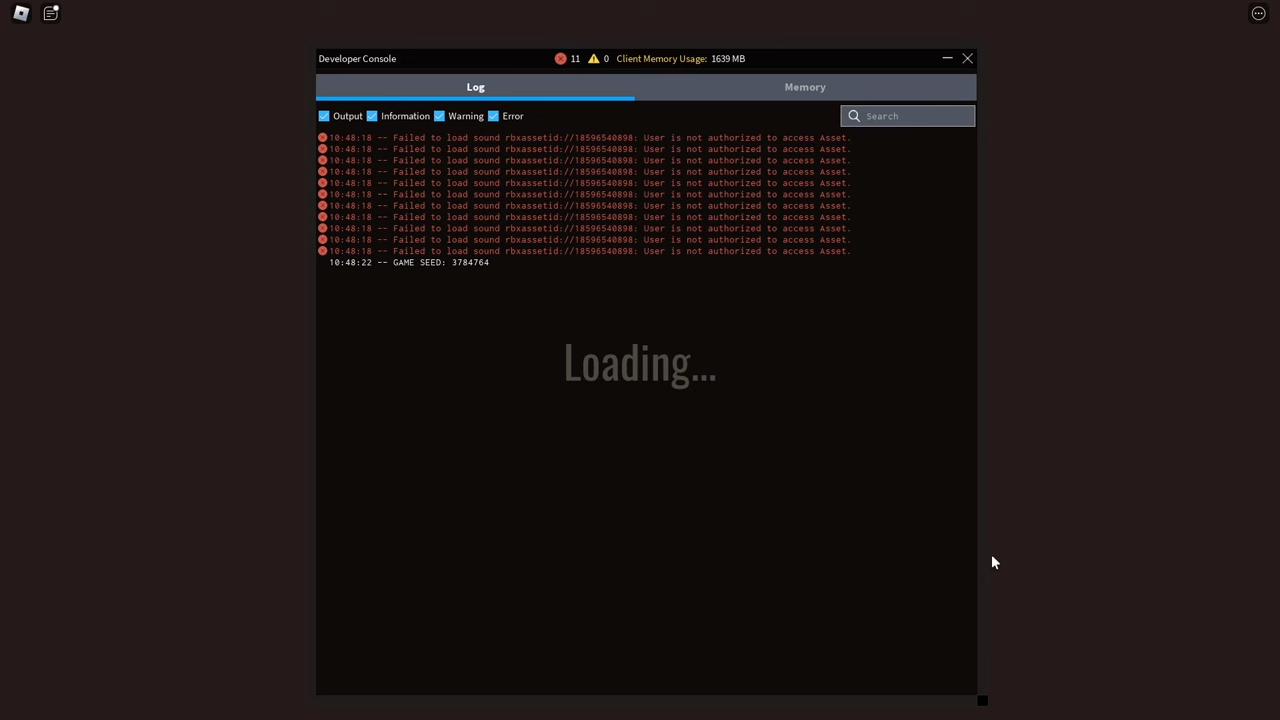 Developer Console 11 0 Client Memory Usage: 1639 MB
Log Memory
Output Information Warning Error Search
10:48:18 -- Failed to load sound rbxassetid://18596540898: User is not authorized to access Asset.
10:48:18 -- Failed to load sound rbxassetid://18596540898: User is not authorized to access Asset.
10:48:18 -- Failed to load sound rbxassetid://18596540898: User is not authorized to access Asset.
10:48:18 -- Failed to load sound rbxassetid://18596540898: User is not authorized to access Asset.
10:48:18 -- Failed to load sound rbxassetid://18596540898: User is not authorized to access Asset.
10:48:18 -- Failed to load sound rbxassetid://18596540898: User is not authorized to access Asset.
10:48:18 -- Failed to load sound rbxassetid://18596540898: User is not authorized to access Asset.
10:48:18 -- Failed to load sound rbxassetid://18596540898: User is not authorized to access Asset.
10:48:18 -- Failed to load sound rbxassetid://18596540898: User is not authorized to access Asset.
10:48:18 -- Failed to load sound rbxassetid://18596540898: User is not authorized to access Asset.
10:48:18 -- Failed to load sound rbxassetid://18596540898: User is not authorized to access Asset.
10:48:22 -- GAME SEED: 3784764
Loading...